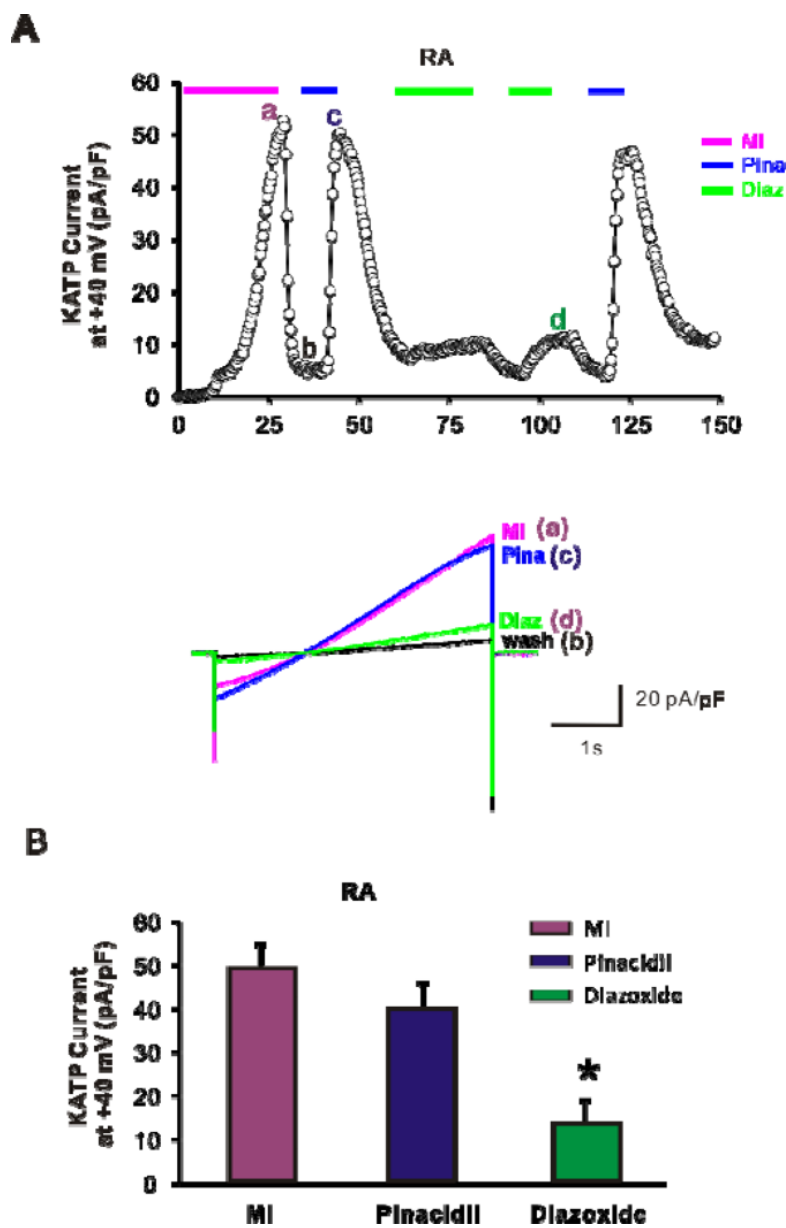 A
RA
KATP Current
at +40 mV (pA/pF)
60
50
40
30
20
10
0
a
b
c
d
0 25 50 75 100 125 150
MI
Pina
Diaz
MI (a)
Pina (c)
Diaz (d)
wash (b)
20 pA/pF
1s
B
RA
KATP Current
at +40 mV (pA/pF)
60
50
40
30
20
10
0
*
MI
Pinacidil
Diazoxide
MI Pinacidil Diazoxide